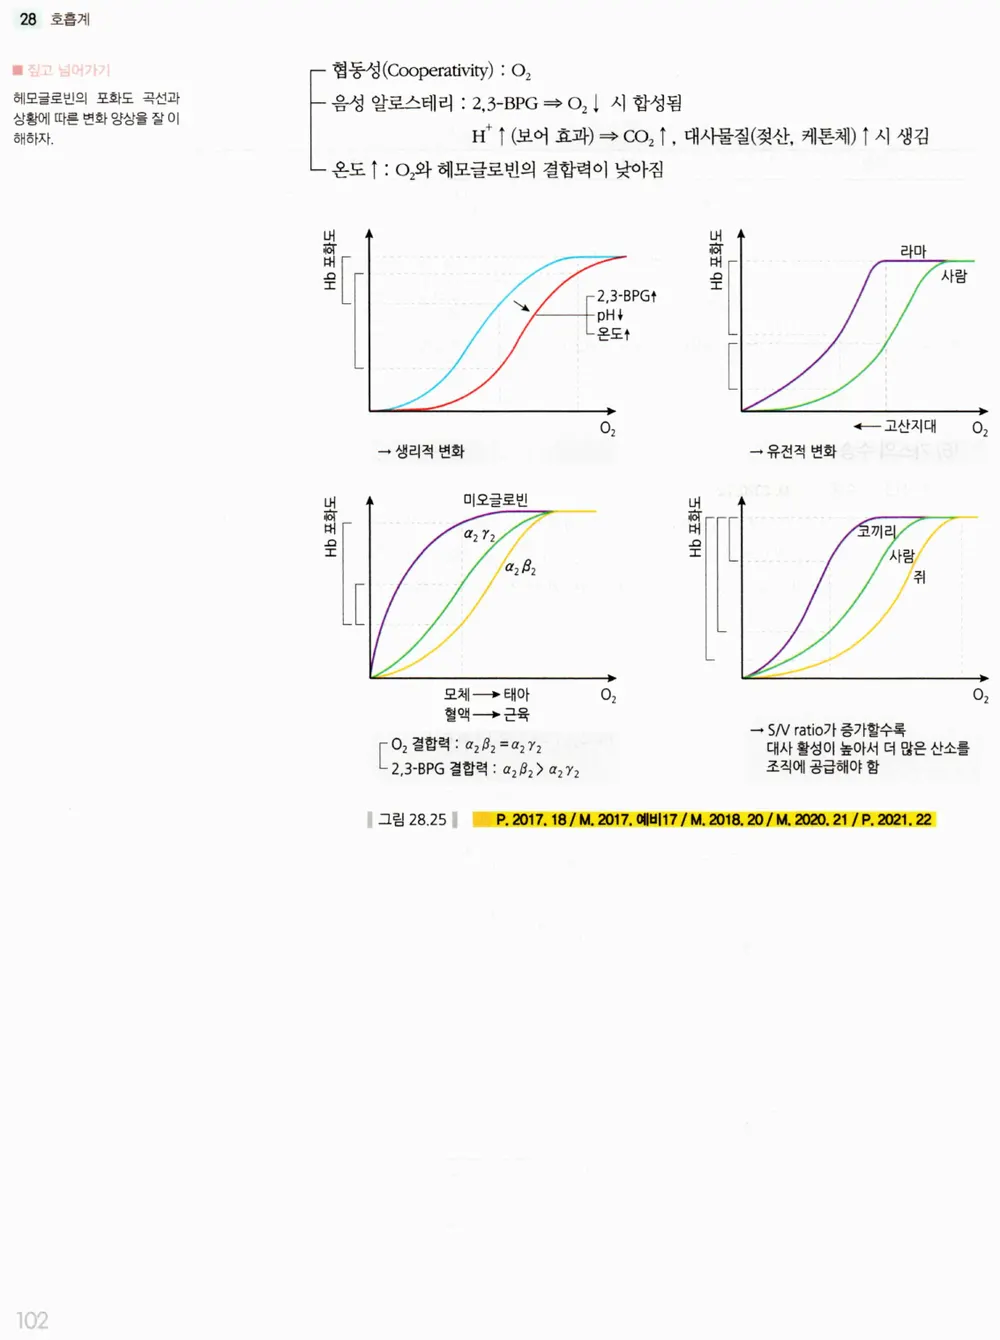 28 호흡계
■ 짚고 넘어가기
헤모글로빈의 포화도 곡선과
상황에 따른 변화 양상을 잘 이
해하자.
협동성(Cooperativity) : O₂
음성 알로스테리 : 2,3-BPG ⇒ O₂↓ 시 합성됨
H⁺↑(보어 효과) ⇒ CO₂↑, 대사물질(젖산, 케톤체)↑시 생김
온도↑: O₂와 헤모글로빈의 결합력이 낮아짐
Hb 포화도
2,3-BPG↑
pH↓
온도↑
O₂
→ 생리적 변화
Hb 포화도
라마
사람
← 고산지대
O₂
→ 유전적 변화
Hb 포화도
미오글로빈
α₂γ₂
α₂β₂
모체 → 태아
혈액 → 근육
O₂
O₂ 결합력 : α₂β₂=α₂γ₂
2,3-BPG 결합력 : α₂β₂> α₂γ₂
Hb 포화도
코끼리
사람
쥐
O₂
→ S/V ratio가 증가할수록
대사 활성이 높아서 더 많은 산소를
조직에 공급해야 함
그림 28.25
P. 2017. 18 / M. 2017. 예비17 / M. 2018. 20 / M. 2020. 21 / P. 2021. 22
102